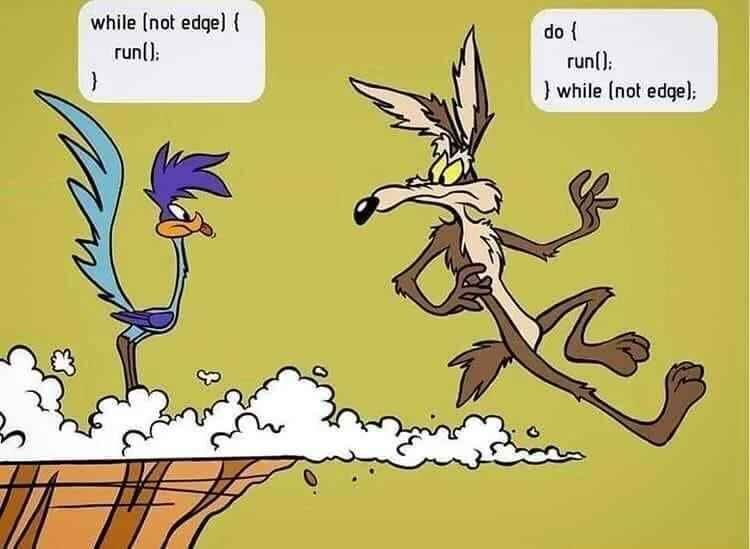 while (not edge) {
run();
}
do {
run();
} while (not edge);